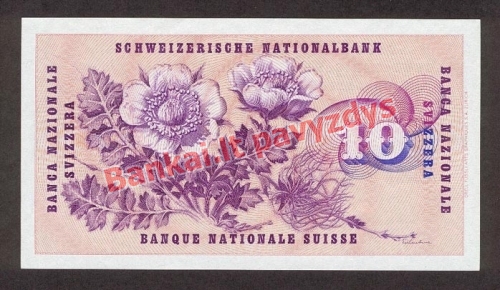 SCHWEIZERISCHE NATIONALBANK
BANCA NAZIONALE
SVIZZERA
Bankai.lt pavyzdys
10
BANCA NAZIONALE
SVIZZERA
BANQUE NATIONALE SUISSE